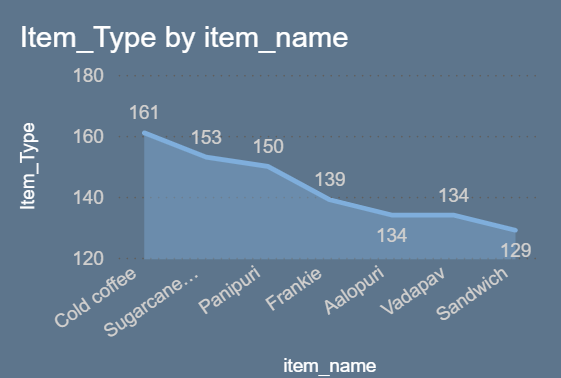 Item_Type by item_name
180
160
140
120
Item_Type
161
153
150
139
134
134
129
Cold coffee
Sugarcane...
Panipuri
Frankie
Aalopuri
Vadapav
Sandwich
item_name